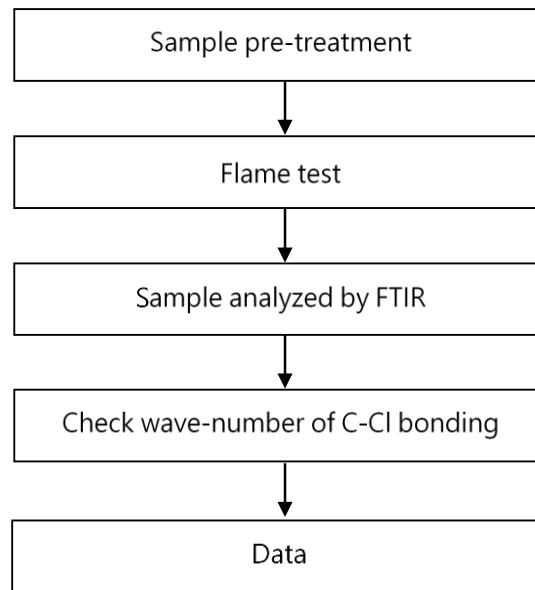 Sample pre-treatment
Flame test
Sample analyzed by FTIR
Check wave-number of C-Cl bonding
Data